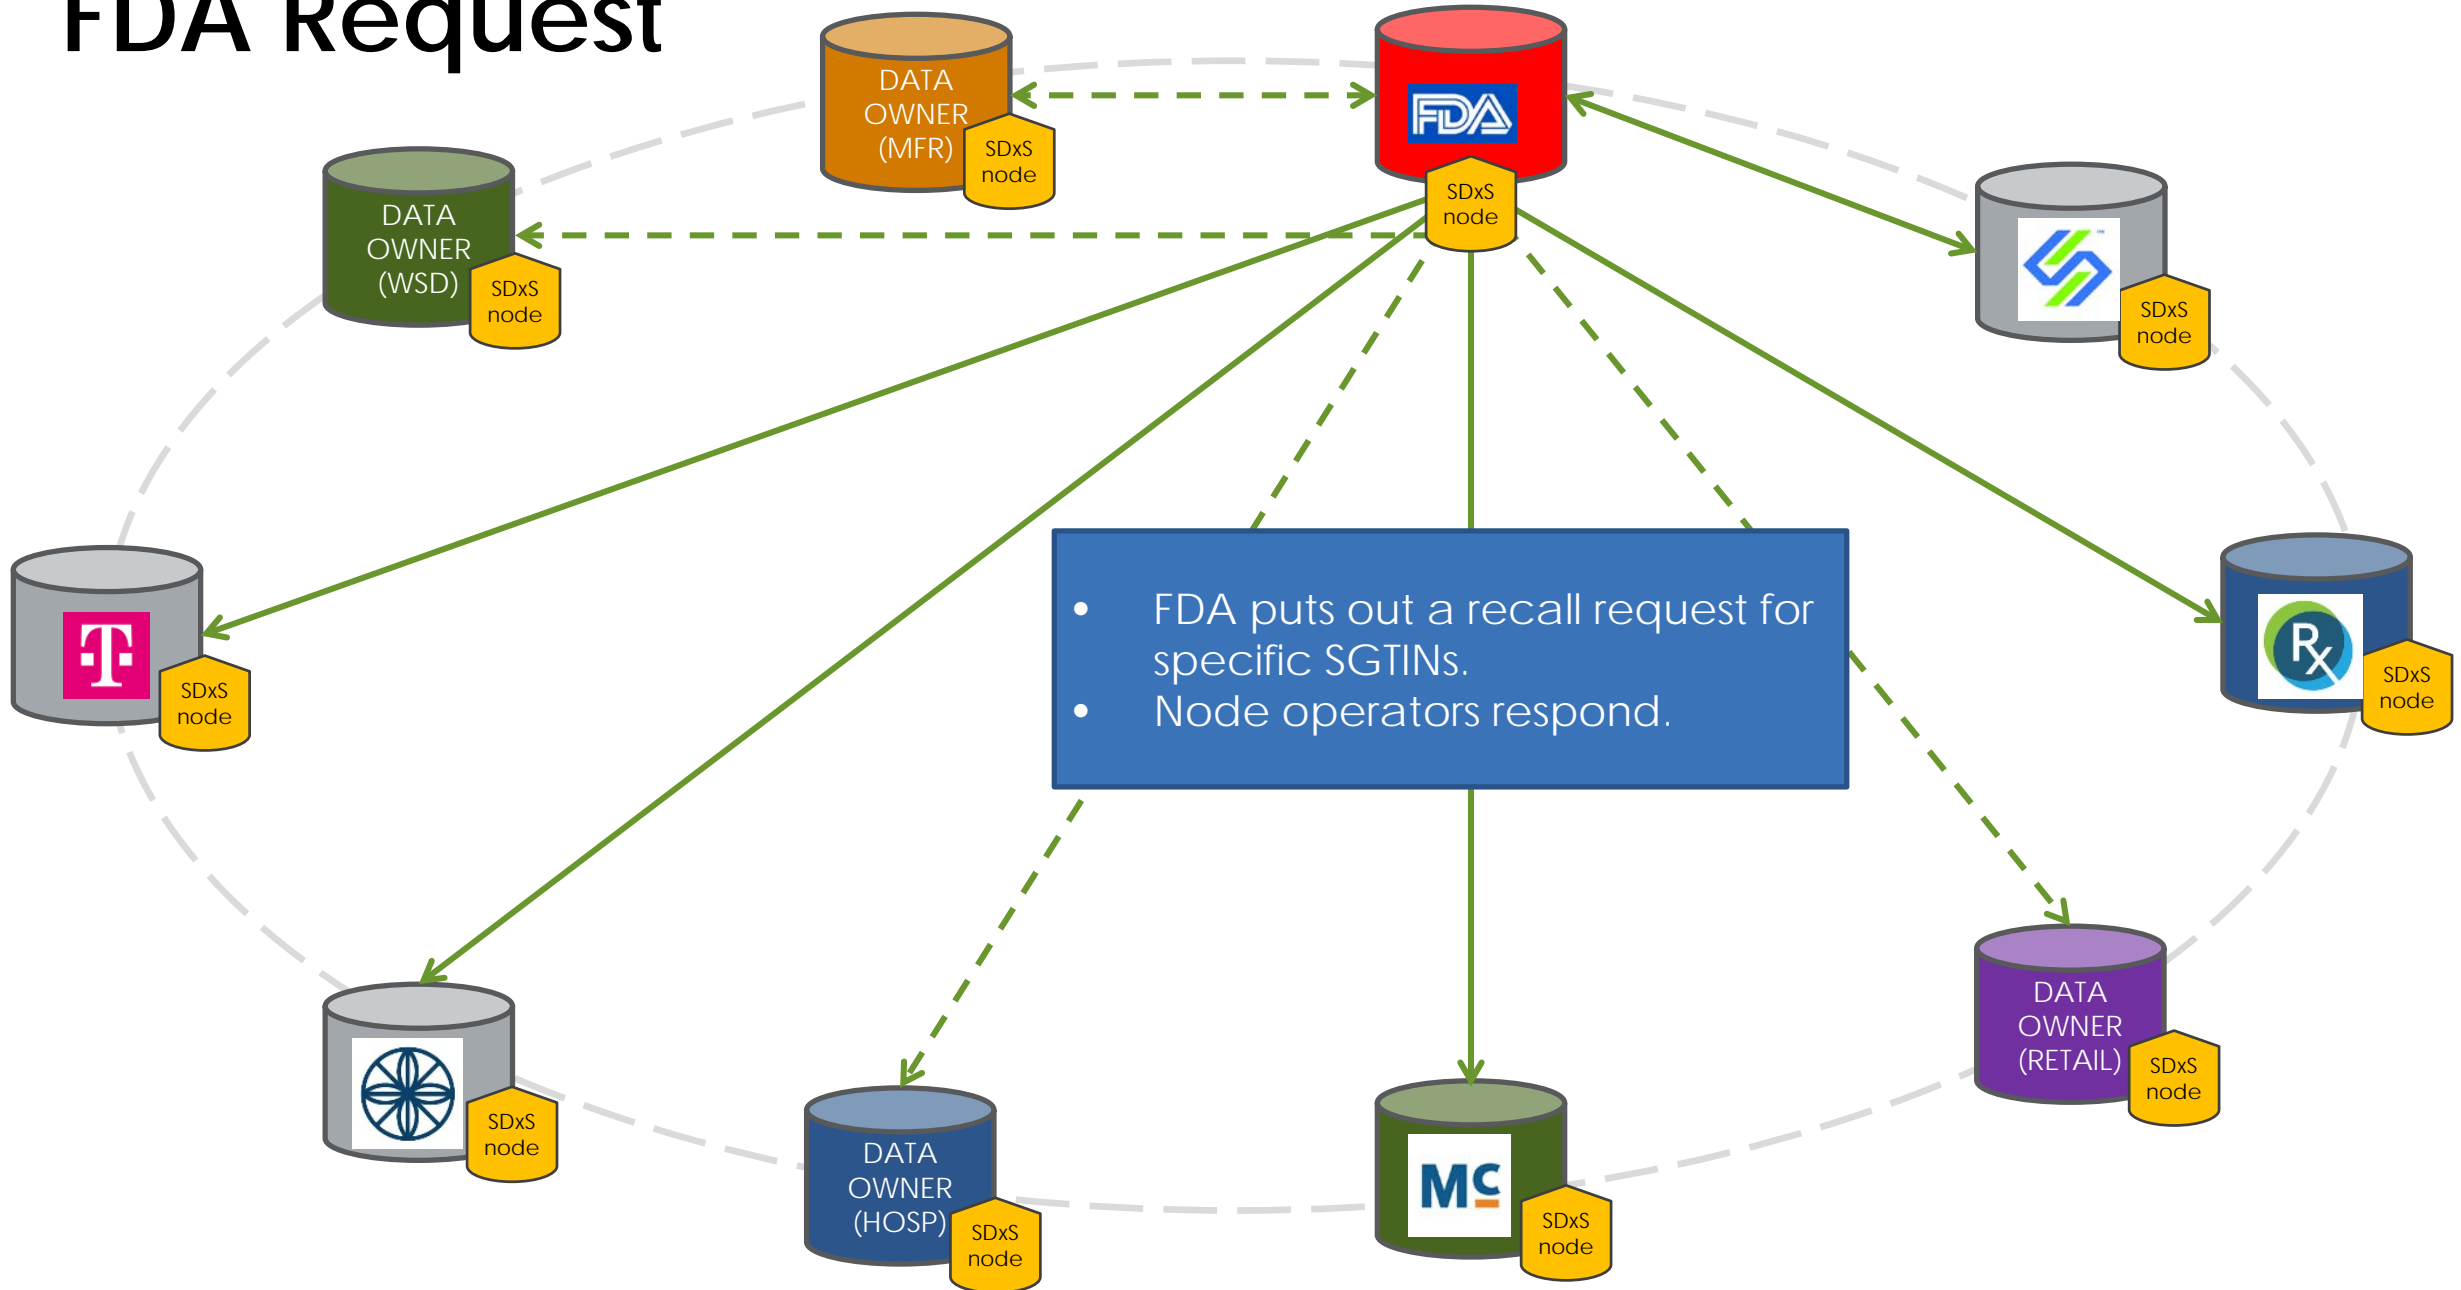 FDA Request
DATA
OWNER
(MFR)
SDxS
node
FDA
SDxS
node
DATA
OWNER
(WSD)
SDxS
node
™
SDxS
node
T
SDxS
node
• FDA puts out a recall request for
specific SGTINs.
• Node operators respond.
Rx
SDxS
node
SDxS
node
DATA
OWNER
(HOSP)
SDxS
node
Mc
SDxS
node
DATA
OWNER
(RETAIL)
SDxS
node